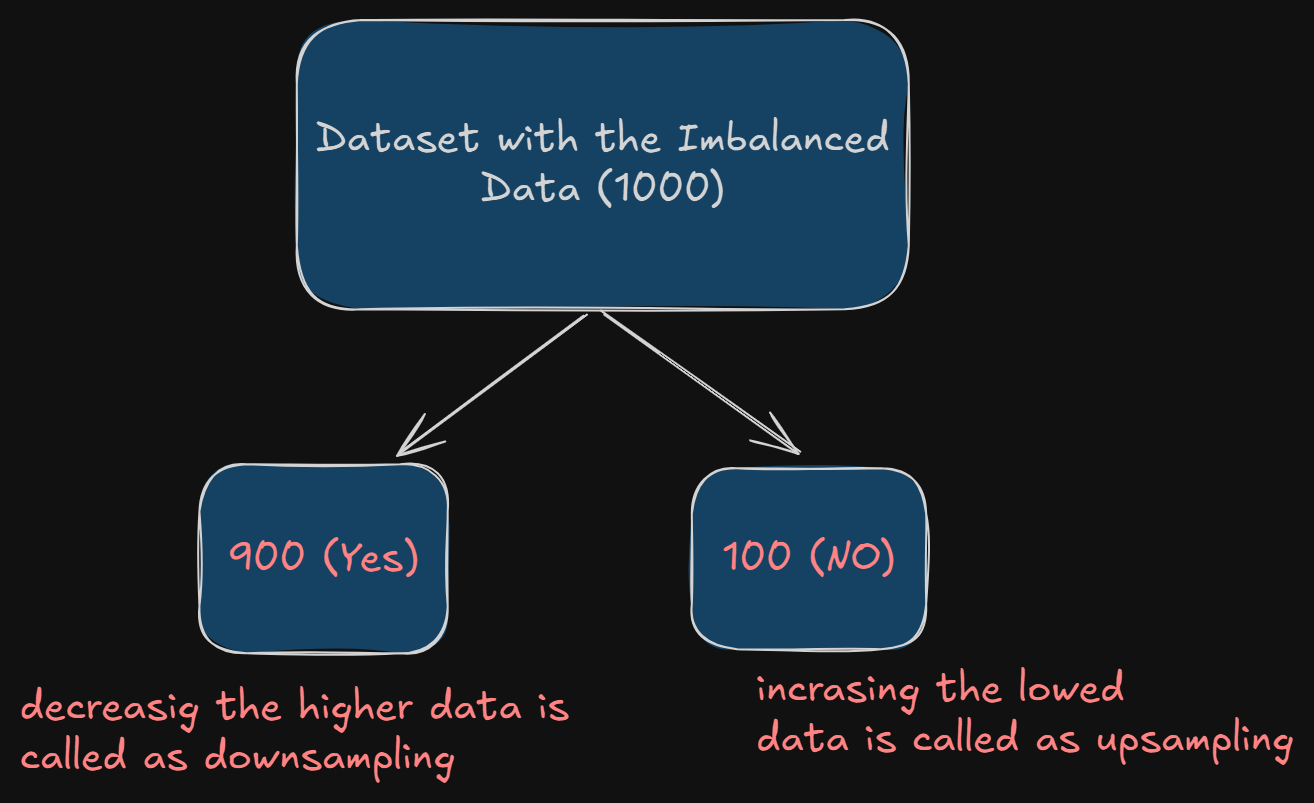 Dataset with the Imbalanced
Data (1000)
900 (Yes)
100 (NO)
decreasig the higher data is
called as downsampling
incrasing the lowed
data is called as upsampling